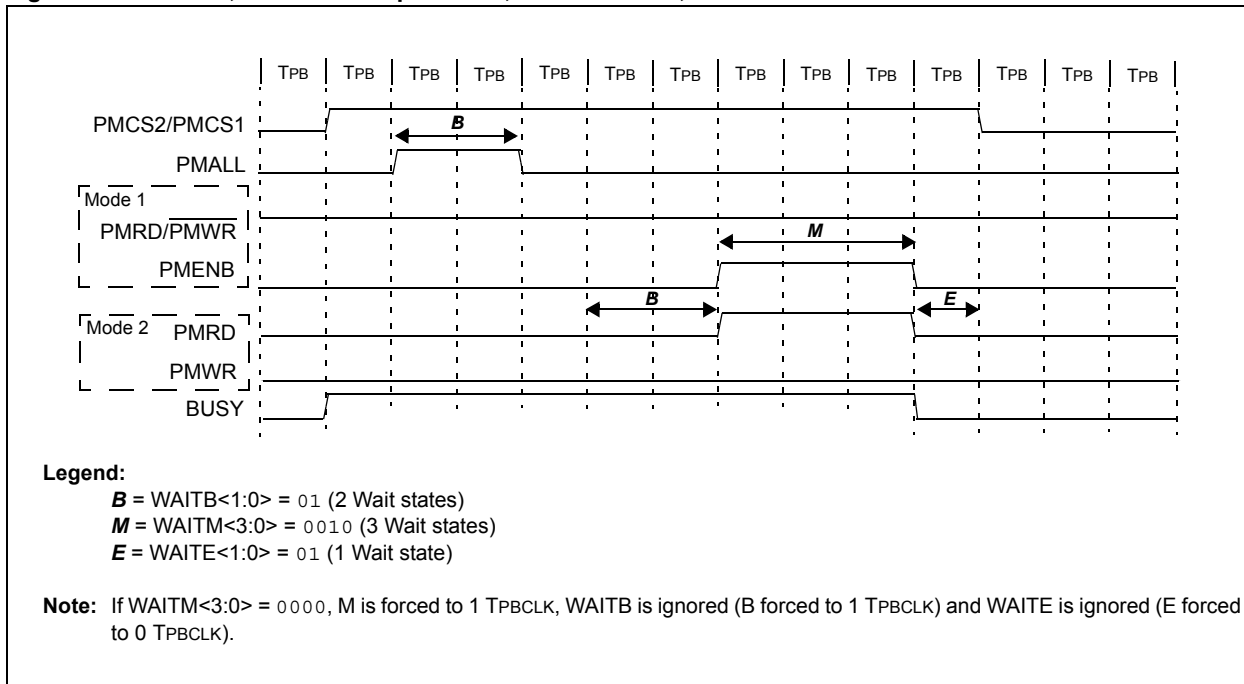 TPB TPB TPB TPB TPB TPB TPB TPB TPB TPB TPB TPB TPB TPB
PMCS2/PMCS1
B
PMALL
Mode 1
PMRD/PMWR
M
PMENB
B
E
Mode 2
PMRD
PMWR
BUSY
Legend:
B = WAITB<1:0> = 01 (2 Wait states)
M = WAITM<3:0> = 0010 (3 Wait states)
E = WAITE<1:0> = 01 (1 Wait state)
Note: If WAITM<3:0> = 0000, M is forced to 1 TPBCLK, WAITB is ignored (B forced to 1 TPBCLK) and WAITE is ignored (E forced
to 0 TPBCLK).